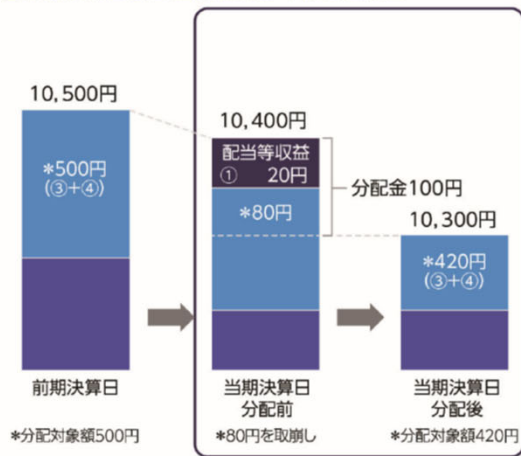 10,500円
*500円
(③+④)
前期決算日
*分配対象額500円
10,400円
配当等収益
① 20円
*80円
分配金100円
当期決算日
分配前
*80円を取崩し
10,300円
*420円
(③+④)
当期決算日
分配後
*分配対象額420円